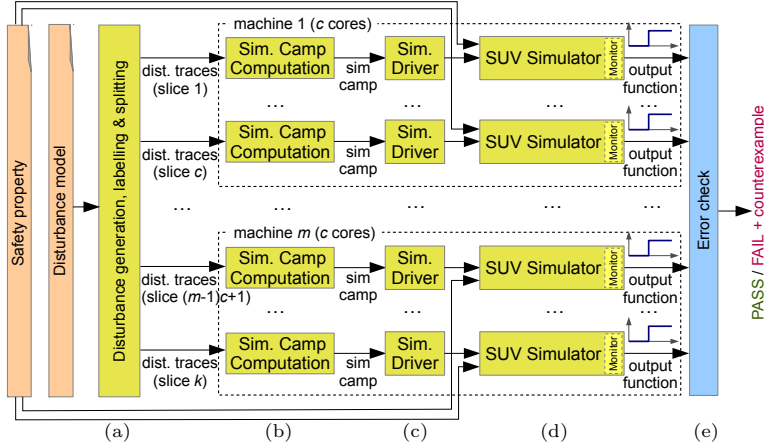 Safety property
Disturbance model
Disturbance generation, labelling & splitting
machine 1 (c cores)
dist. traces
(slice 1)
Sim. Camp
Computation
sim
camp
Sim.
Driver
SUV Simulator
Monitor
output
function
...
...
...
...
dist. traces
(slice c)
Sim. Camp
Computation
sim
camp
Sim.
Driver
SUV Simulator
Monitor
output
function
...
...
...
...
...
machine m (c cores)
dist. traces
(slice (m-1)c+1)
Sim. Camp
Computation
sim
camp
Sim.
Driver
SUV Simulator
Monitor
output
function
...
...
...
...
dist. traces
(slice k)
Sim. Camp
Computation
sim
camp
Sim.
Driver
SUV Simulator
Monitor
output
function
Error check
PASS / FAIL + counterexample
(a)
(b)
(c)
(d)
(e)